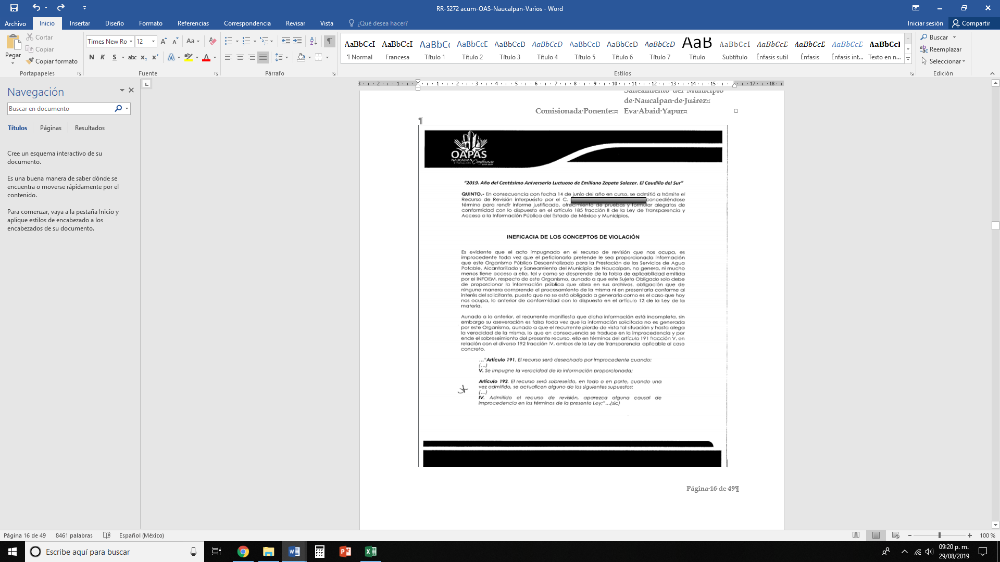 RR-5272 acum-OAS-Naucalpan-Varios - Word
Archivo Inicio Insertar Diseño Formato Referencias Correspondencia Revisar Vista ¿Qué desea hacer? Iniciar sesión Compartir
Pegar
Cortar
Copiar
Copiar formato
Portapapeles
Times New Ro 12
Fuente
Párrafo
AaBbCcI AaBbCcI AaBbCc AaBbCcD AaBbCcD AaBbCcD AaBbCcD AaBbCcD AaBbCcD AaB AaBbCcI AaBbCcD AaBbCcD AaBbCcD AaBbCcI
¶ Normal Francesa Título 1 Título 2 Título 3 Título 4 Título 5 Título 6 Título 7 Título Subtítulo Énfasis sutil Énfasis Énfasis int... Texto en n...
Estilos
Buscar
Reemplazar
Seleccionar
Edición
Navegación
Buscar en documento
Títulos Páginas Resultados
Cree un esquema interactivo de su
documento.
Es una buena manera de saber dónde se
encuentra o moverse rápidamente por el
contenido.
Para comenzar, vaya a la pestaña Inicio y
aplique estilos de encabezado a los
encabezados de su documento.
3 2 1 1 2 3 4 5 6 7 8 9 10 11 12 13 14 15 17 18
Saneamiento del Municipio
de Naucalpan de Juárez
Comisionada Ponente: Eva Abaid Yapur
OAPAS
NAUCALPAN
Confianza
"2019. Año del Centésimo Aniversario Luctuoso de Emiliano Zapata Salazar. El Caudillo del Sur"
QUINTO.- En consecuencia con fecha 14 de junio del año en curso, se admitió a trámite el
Recurso de Revisión interpuesto por el C. concediéndose
término para rendir informe justificado, ofrecimiento de pruebas y formular alegatos de
conformidad con lo dispuesto en el artículo 185 fracción II de la Ley de Transparencia y
Acceso a la Información Pública del Estado de México y Municipios.
INEFICACIA DE LOS CONCEPTOS DE VIOLACIÓN
Es evidente que el acto impugnado en el recurso de revisión que nos ocupa, es
improcedente toda vez que el peticionario pretende le sea proporcionada información
que este Organismo Público Descentralizado para la Prestación de los Servicios de Agua
Potable, Alcantarillado y Saneamiento del Municipio de Naucalpan, no genera, ni mucho
menos tiene acceso a ella, tal y como se desprende de la tabla de aplicabilidad emitida
por el INFOEM, respecto de este Organismo, aunado a que este Sujeto Obligado solo debe
de proporcionar la información pública que obra en sus archivos, obligación que de
ninguna manera comprende el procesamiento de la misma ni en presentarla conforme al
interés del solicitante, puesto que no se está obligado a generarla como es el caso que hoy
nos ocupa, lo anterior de conformidad con lo dispuesto en el artículo 12 de la Ley de la
materia.
Aunado a lo anterior, el recurrente manifiesta que dicha información está incompleta, sin
embargo su aseveración es falsa toda vez que la información solicitada no es generada
por este Organismo, aunado a que el recurrente pierde de vista tal situación y hasta alega
la veracidad de la misma, lo que en consecuencia se traduce en la improcedencia y por
ende el sobreseimiento del presente recurso, ello en términos del artículo 191 fracción V, en
relación con el diverso 192 fracción IV, ambos de la Ley de Transparencia aplicable al caso
concreto.
..."Artículo 191. El recurso será desechado por improcedente cuando:
(...)
V. Se impugne la veracidad de la información proporcionada;
Artículo 192. El recurso será sobreseído, en todo o en parte, cuando una
vez admitido, se actualicen alguno de los siguientes supuestos:
(...)
IV. Admitido el recurso de revisión, aparezca alguna causal de
improcedencia en los términos de la presente Ley;"...(sic)
Página 16 de 49¶
Página 16 de 49 8461 palabras Español (México) 100 %
Escribe aquí para buscar
09:20 p. m.
29/08/2019